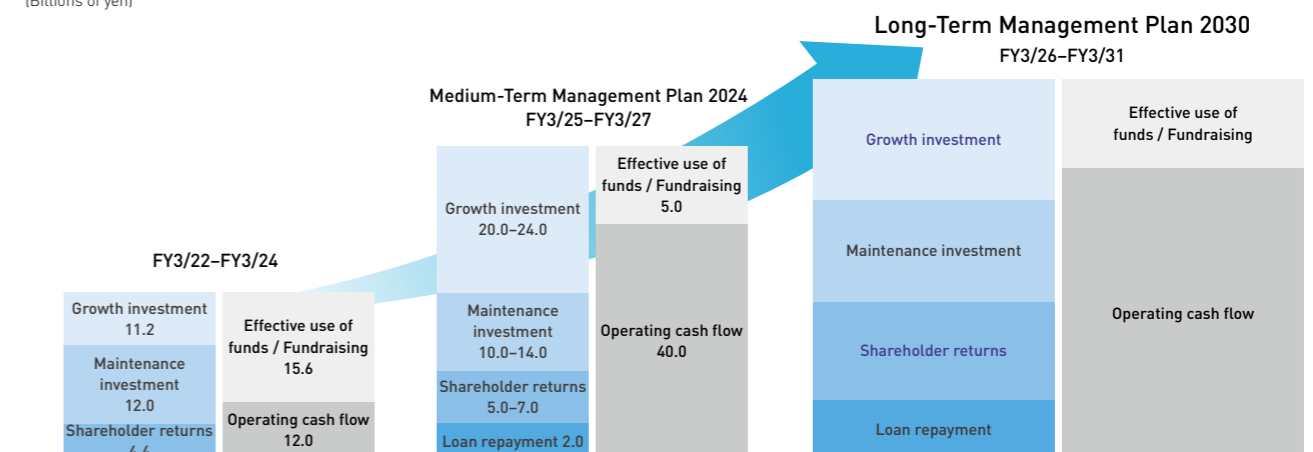 (Billions of yen)
Long-Term Management Plan 2030
FY3/26–FY3/31
Medium-Term Management Plan 2024
FY3/25–FY3/27
FY3/22–FY3/24
Growth investment
11.2
Maintenance
investment
12.0
Shareholder returns
Effective use of
funds / Fundraising
15.6
Operating cash flow
12.0
Growth investment
20.0–24.0
Maintenance
investment
10.0–14.0
Shareholder returns
5.0–7.0
Loan repayment 2.0
Effective use of
funds / Fundraising
5.0
Operating cash flow
40.0
Growth investment
Maintenance investment
Shareholder returns
Loan repayment
Effective use of
funds / Fundraising
Operating cash flow